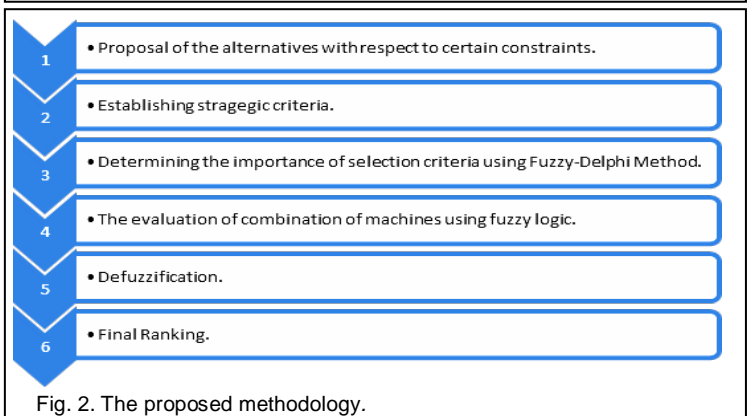 1
• Proposal of the alternatives with respect to certain constraints.
2
• Establishing stragegic criteria.
3
• Determining the importance of selection criteria using Fuzzy-Delphi Method.
4
• The evaluation of combination of machines using fuzzy logic.
5
• Defuzzification.
6
• Final Ranking.
Fig. 2. The proposed methodology.